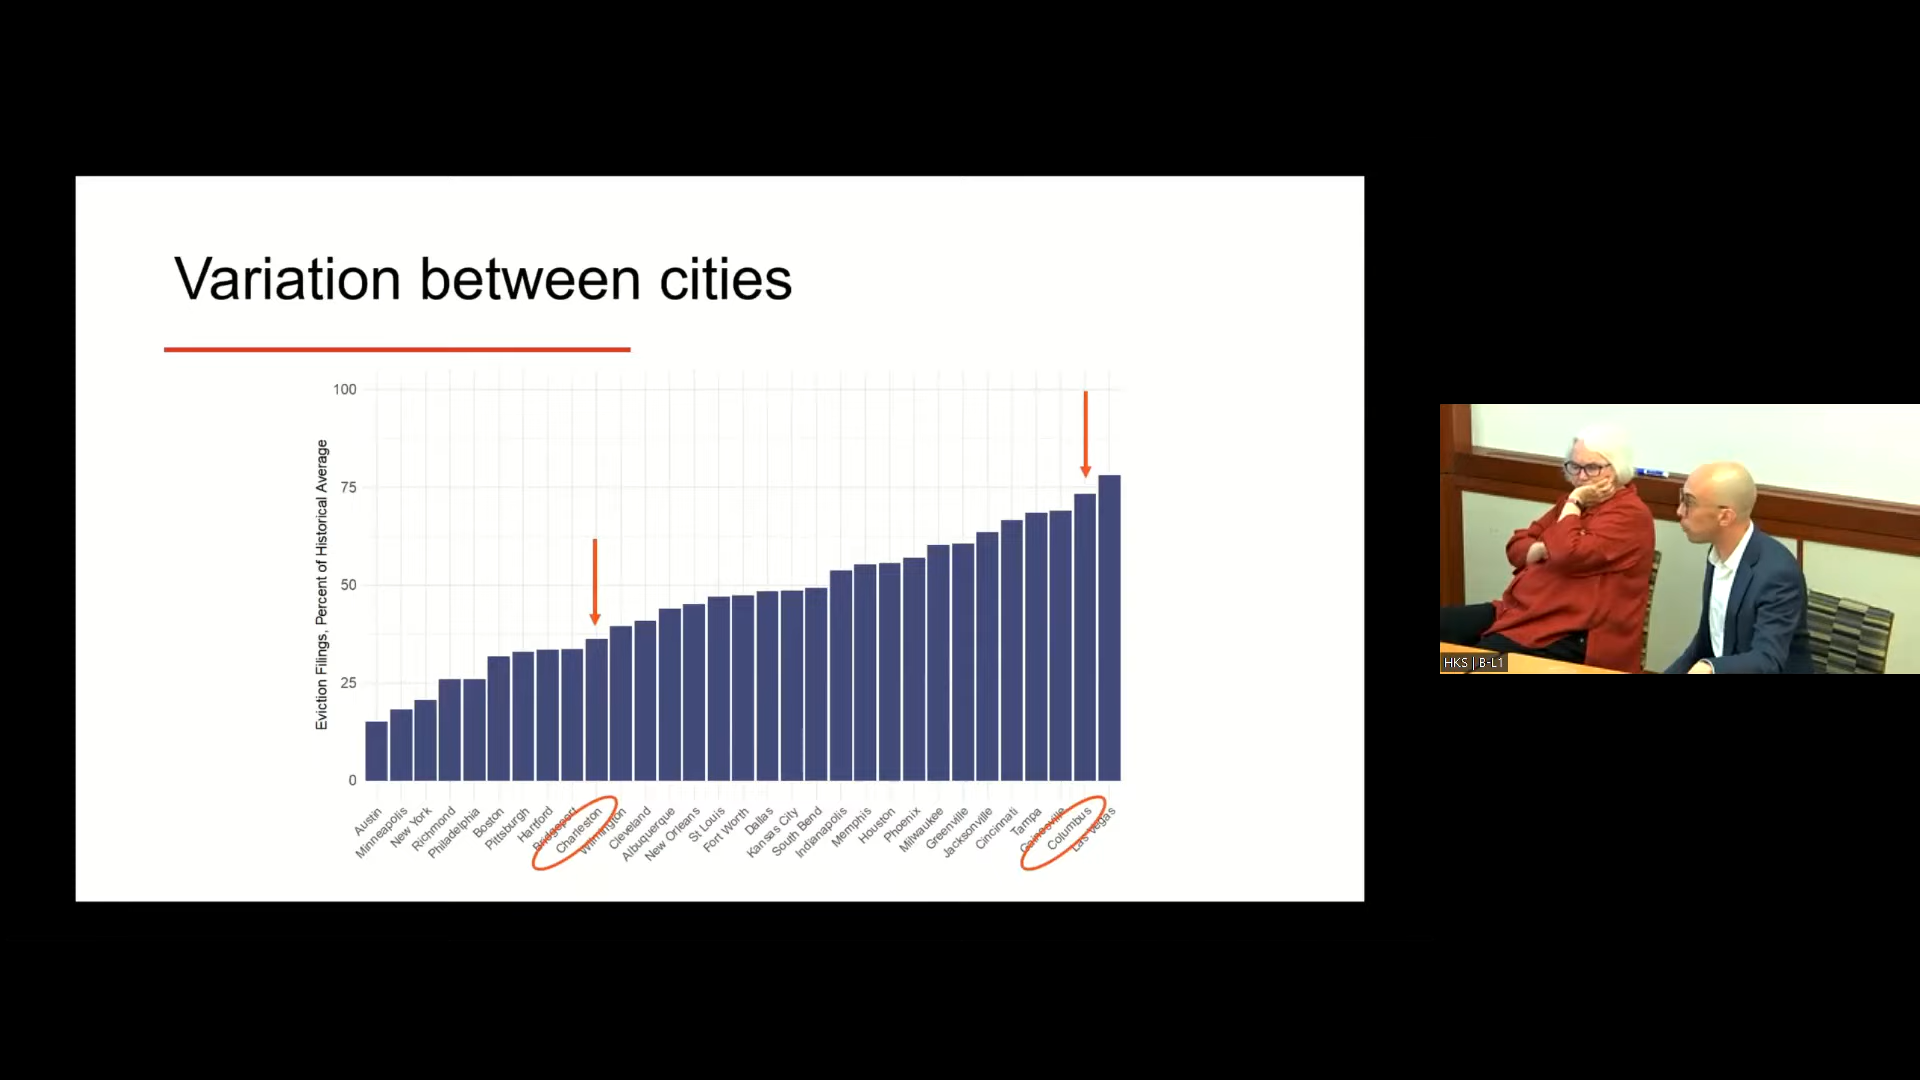 Variation between cities
Eviction Filings, Percent of Historical Average
100
75
50
25
0
Austin
Minneapolis
New York
Richmond
Philadelphia
Boston
Pittsburgh
Hartford
Bridgeport
Charleston
Wilmington
Cleveland
Albuquerque
New Orleans
St Louis
Fort Worth
Dallas
Kansas City
South Bend
Indianapolis
Memphis
Houston
Phoenix
Milwaukee
Greenville
Jacksonville
Cincinnati
Tampa
Gainesville
Columbus
Las Vegas
HKS | B-L1